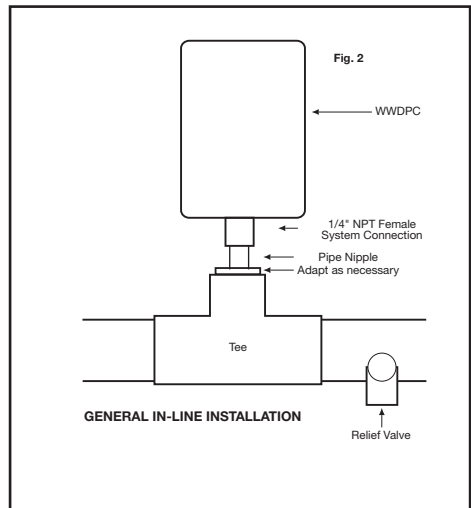 Fig. 2
WWDPC
1/4" NPT Female
System Connection
Pipe Nipple
Adapt as necessary
Tee
GENERAL IN-LINE INSTALLATION
Relief Valve